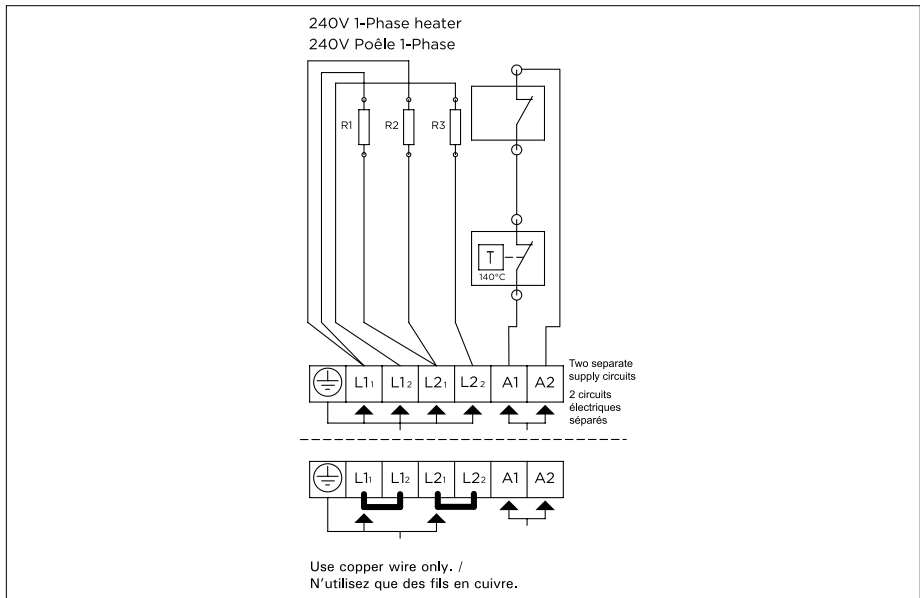 240V 1-Phase heater
240V Poêle 1-Phase
R1 R2 R3
T
140°C
L1₁ L1₂ L2₁ L2₂ A1 A2
Two separate
supply circuits
2 circuits
électriques
séparés
L1₁ L1₂ L2₁ L2₂ A1 A2
Use copper wire only. /
N'utilisez que des fils en cuivre.